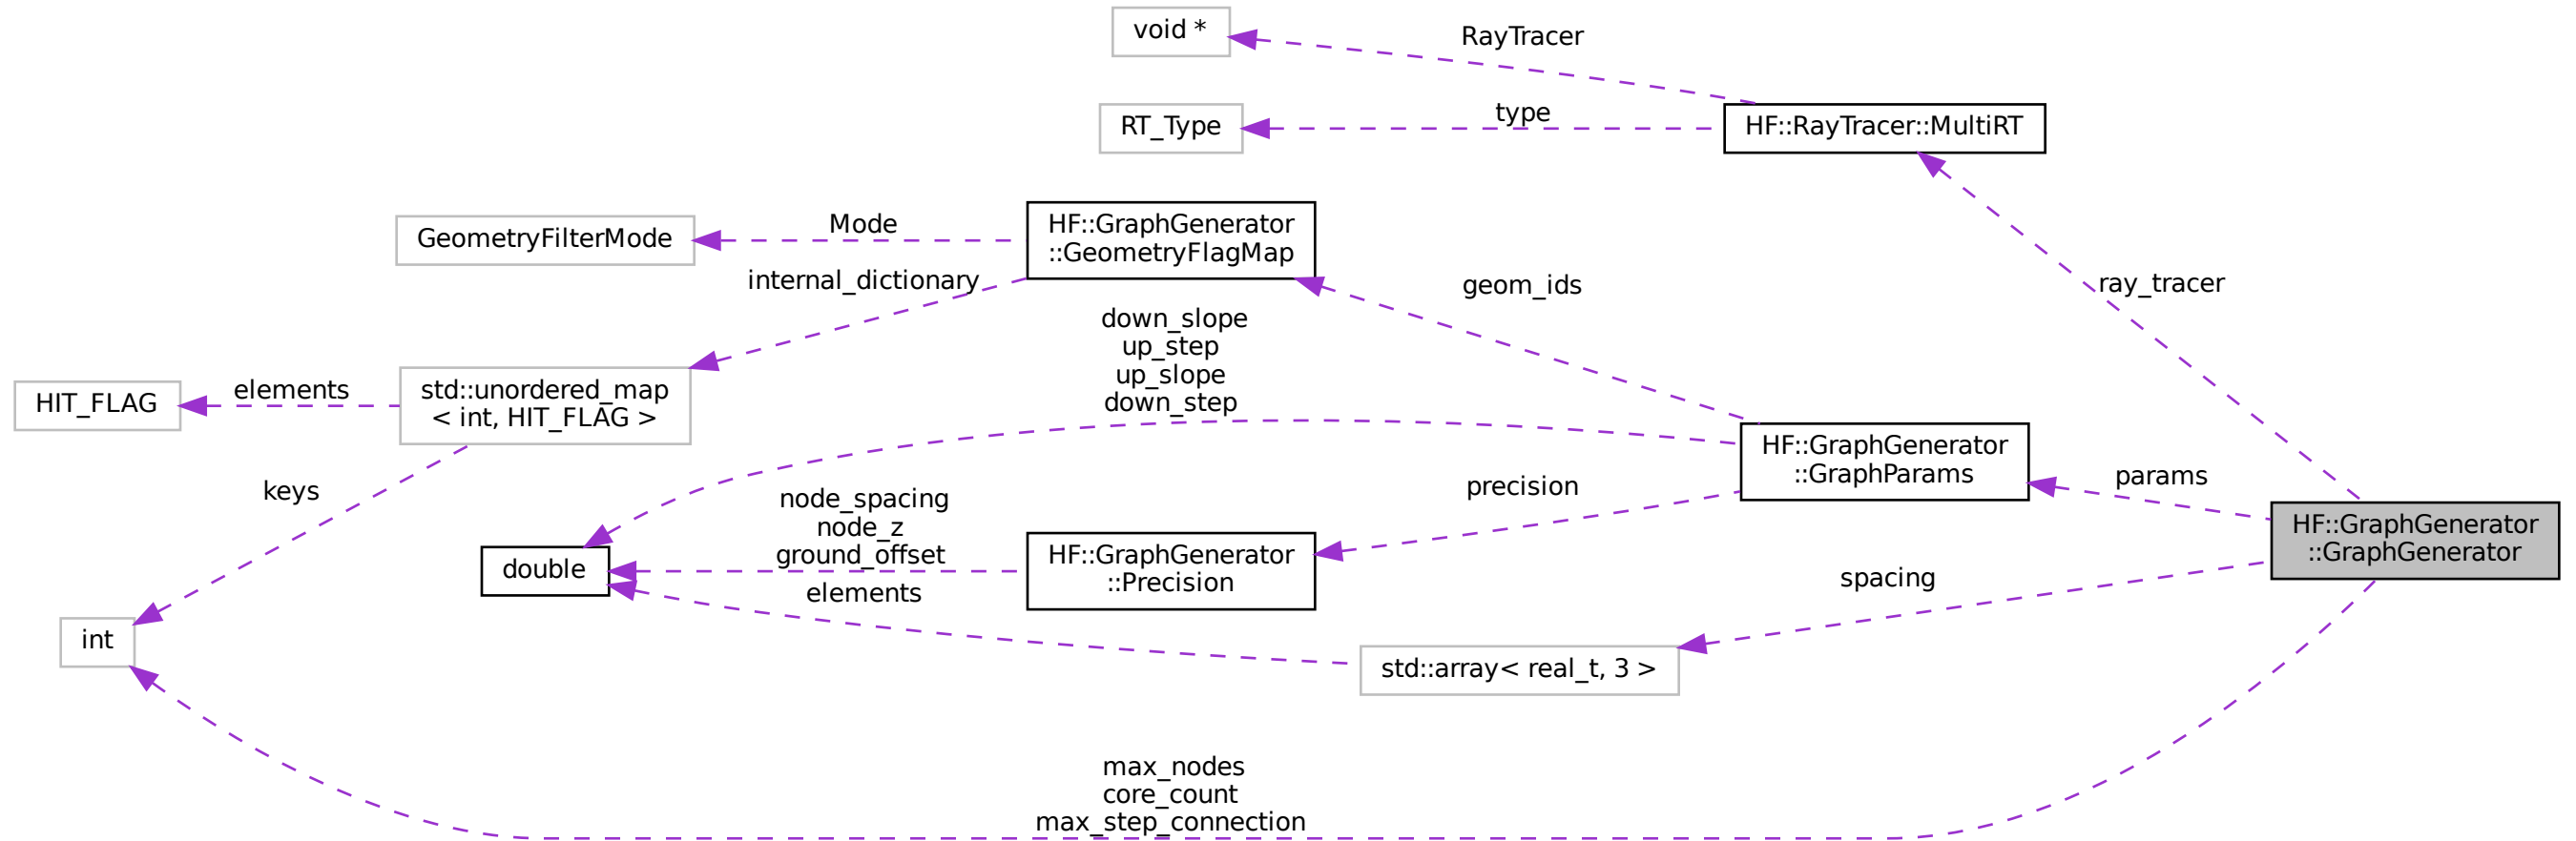 void *
RayTracer
RT_Type
type
HF::RayTracer::MultiRT
GeometryFilterMode
Mode
HF::GraphGenerator
::GeometryFlagMap
internal_dictionary
geom_ids
ray_tracer
down_slope
up_step
up_slope
down_step
HIT_FLAG
elements
std::unordered_map
< int, HIT_FLAG >
HF::GraphGenerator
::GraphParams
keys
node_spacing
node_z
ground_offset
precision
params
double
HF::GraphGenerator
::Precision
HF::GraphGenerator
::GraphGenerator
elements
spacing
int
std::array< real_t, 3 >
max_nodes
core_count
max_step_connection